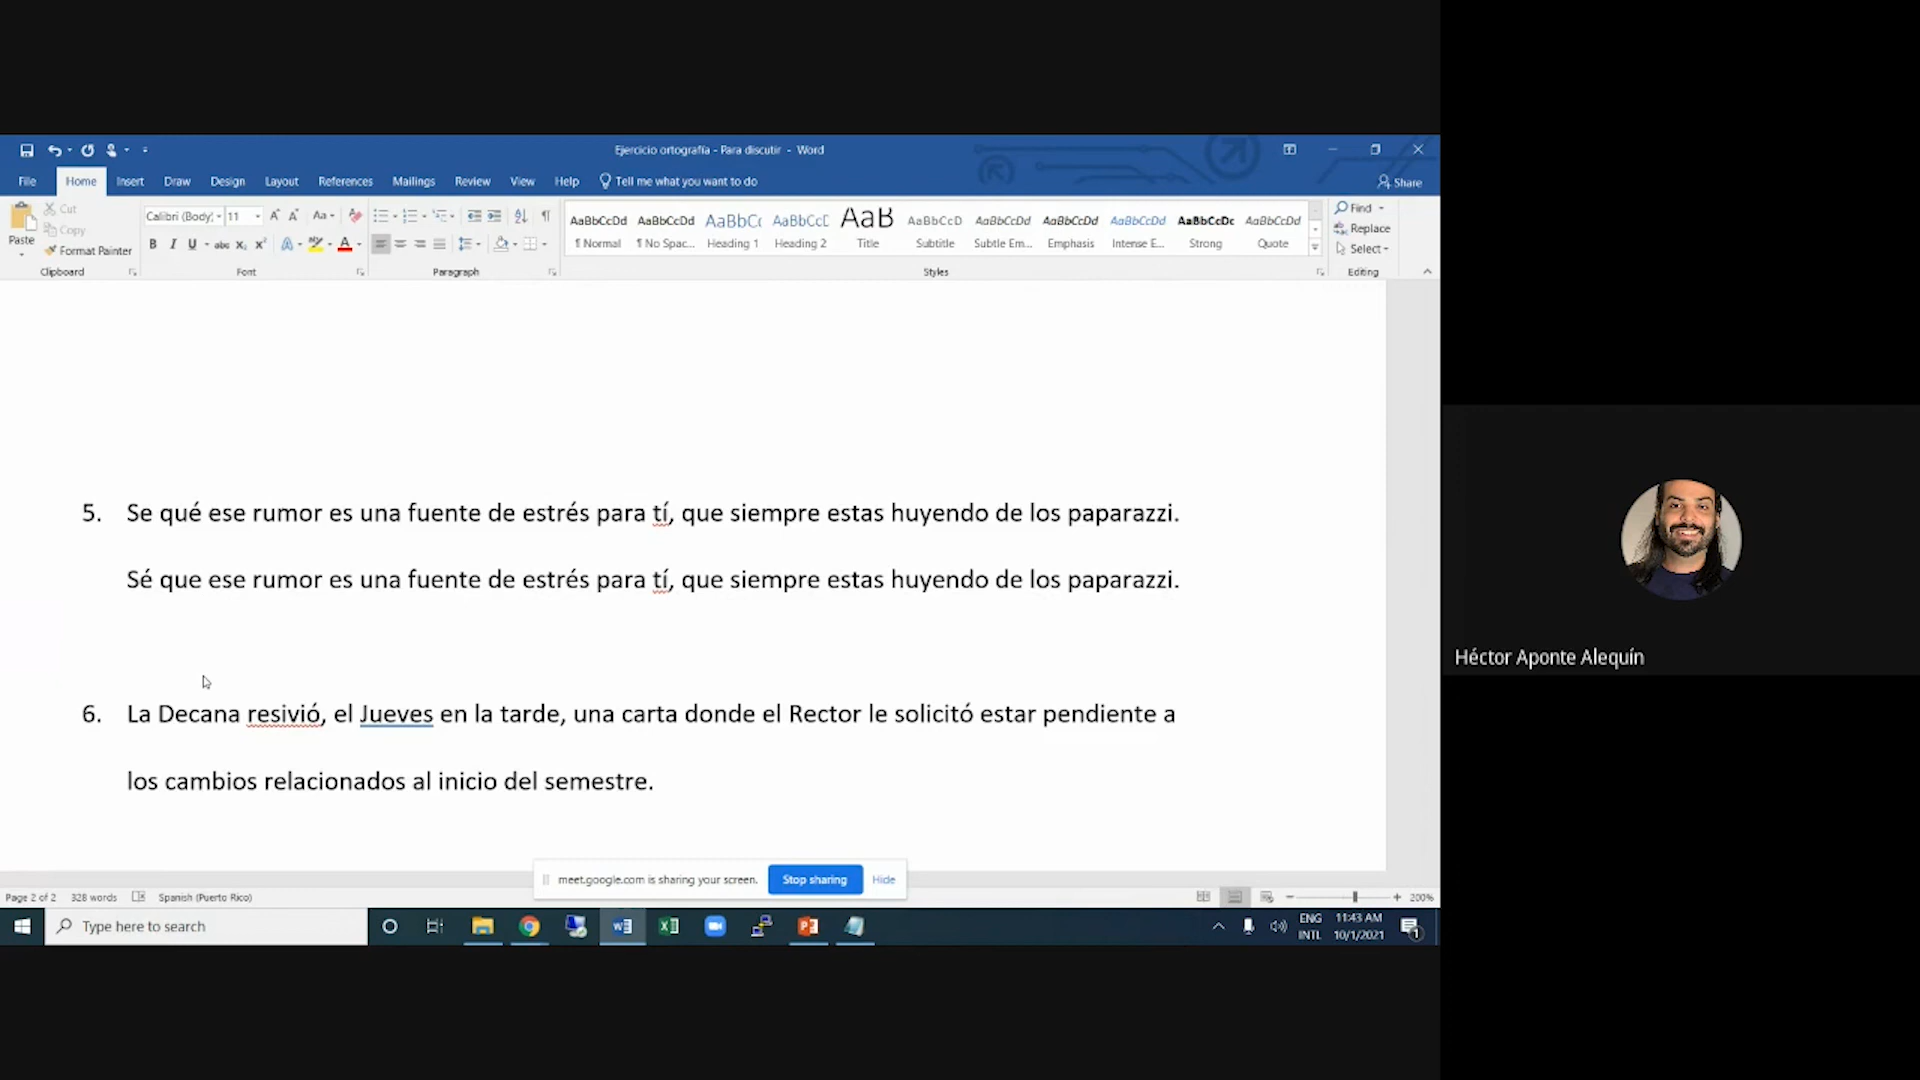 Ejercicio ortografía - Para discutir - Word
File Home Insert Draw Design Layout References Mailings Review View Help Tell me what you want to do Share
Cut
Copy
Paste
Format Painter
Clipboard
Calibri (Body) 11
Font
Paragraph
AaBbCcDd AaBbCcDd AaBbCc AaBbCcD AaB AaBbCcD AaBbCcDd AaBbCcDd AaBbCcDd AaBbCcDc AaBbCcDd
¶ Normal ¶ No Spac... Heading 1 Heading 2 Title Subtitle Subtle Em... Emphasis Intense E... Strong Quote
Styles
Find
Replace
Select
Editing
5. Se qué ese rumor es una fuente de estrés para tí, que siempre estas huyendo de los paparazzi.
Sé que ese rumor es una fuente de estrés para tí, que siempre estas huyendo de los paparazzi.
6. La Decana resivió, el Jueves en la tarde, una carta donde el Rector le solicitó estar pendiente a
los cambios relacionados al inicio del semestre.
Héctor Aponte Alequín
meet.google.com is sharing your screen. Stop sharing Hide
Page 2 of 2 328 words Spanish (Puerto Rico) 200%
Type here to search
ENG
INTL
11:43 AM
10/1/2021